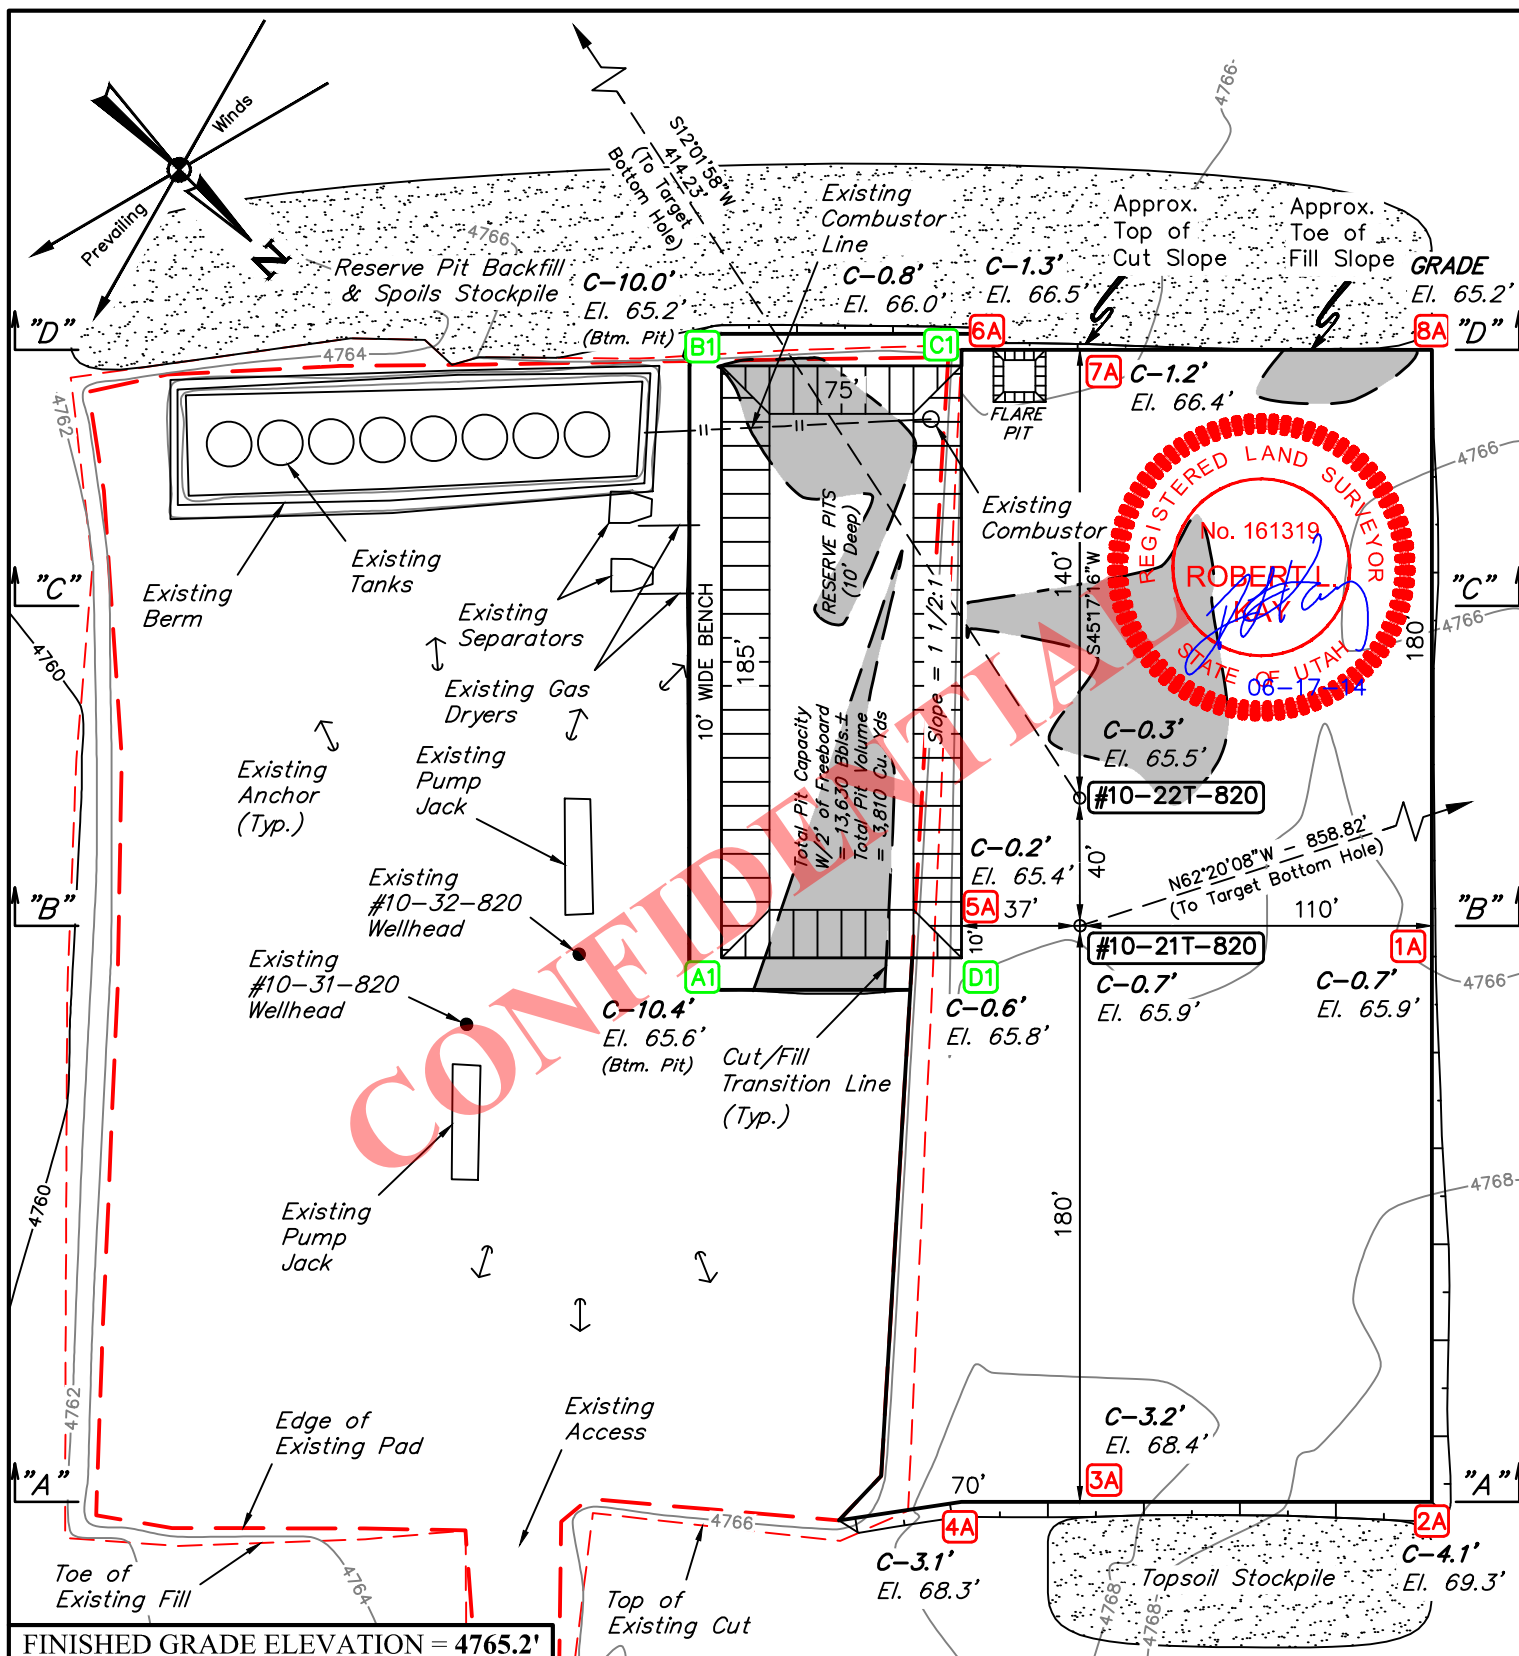 4766
Winds
Prevailing
N
S12°01'58"W
414.23'
(To Target
Bottom Hole)
Existing
Combustor
Line
4766
Reserve Pit Backfill
& Spoils Stockpile
C-10.0'
El. 65.2'
(Btm. Pit)
C-0.8'
El. 66.0'
C-1.3'
El. 66.5'
Approx.
Top of
Cut Slope
Approx.
Toe of
Fill Slope
GRADE
El. 65.2'
"D"
4764
B1
C1
6A
8A
"D"
7A
C-1.2'
El. 66.4'
FLARE
PIT
75'
4762
4766
REGISTERED LAND SURVEYOR
No. 161319
ROBERT L.
KAY
STATE OF UTAH
06-17-14
Existing
Combustor
RESERVE PITS
(10' Deep)
140'
S45°17'16"W
Existing
Tanks
"C"
Existing
Berm
Existing
Separators
"C"
4766
180'
4760
10' WIDE BENCH
185'
Slope = 1 1/2:1
Existing Gas
Dryers
Existing
Anchor
(Typ.)
Existing
Pump
Jack
Total Pit Capacity
W/2' of Freeboard
= 13,630 Bbls.±
Total Pit Volume
= 3,810 Cu. Yds
C-0.3'
El. 65.5'
#10-22T-820
C-0.2'
El. 65.4'
40'
N62°20'08"W - 858.82'
(To Target Bottom Hole)
Existing
#10-32-820
Wellhead
"B"
5A
37'
110'
"B"
10'
#10-21T-820
1A
Existing
#10-31-820
Wellhead
A1
D1
C-10.4'
El. 65.6'
(Btm. Pit)
C-0.6'
El. 65.8'
C-0.7'
El. 65.9'
C-0.7'
El. 65.9'
4766
CONFIDENTIAL
Cut/Fill
Transition Line
(Typ.)
4760
180'
4768
Existing
Pump
Jack
4762
Edge of
Existing Pad
Existing
Access
C-3.2'
El. 68.4'
"A"
70'
3A
"A"
4766
4A
2A
C-3.1'
El. 68.3'
C-4.1'
El. 69.3'
Toe of
Existing Fill
4764
Top of
Existing Cut
Topsoil Stockpile
4768
4768
FINISHED GRADE ELEVATION = 4765.2'